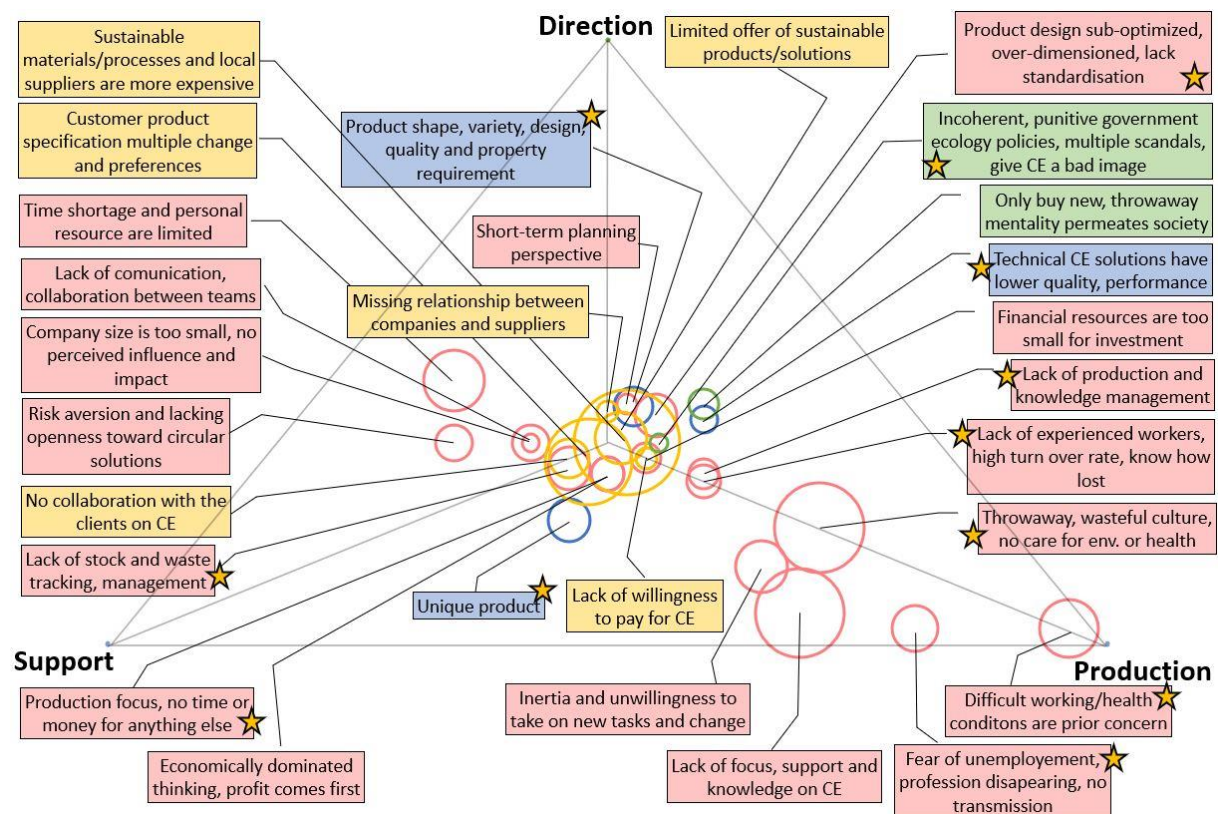 Direction
Sustainable
materials/processes and local
suppliers are more expensive
Limited offer of sustainable
products/solutions
Product design sub-optimized,
over-dimensioned, lack
standardisation
Customer product
specification multiple change
and preferences
Product shape, variety, design,
quality and property
requirement
Incoherent, punitive government
ecology policies, multiple scandals,
give CE a bad image
Time shortage and personal
resource are limited
Short-term planning
perspective
Only buy new, throwaway
mentality permeates society
Lack of comunication,
collaboration between teams
Missing relationship between
companies and suppliers
Technical CE solutions have
lower quality, performance
Company size is too small, no
perceived influence and
impact
Financial resources are too
small for investment
Lack of production and
knowledge management
Risk aversion and lacking
openness toward circular
solutions
Lack of experienced workers,
high turn over rate, know how
lost
No collaboration with the
clients on CE
Throwaway, wasteful culture,
no care for env. or health
Lack of stock and waste
tracking, management
Unique product
Lack of willingness
to pay for CE
Support
Production
Production focus, no time or
money for anything else
Inertia and unwillingness to
take on new tasks and change
Difficult working/health
conditons are prior concern
Economically dominated
thinking, profit comes first
Lack of focus, support and
knowledge on CE
Fear of unemployement,
profession disapearing, no
transmission